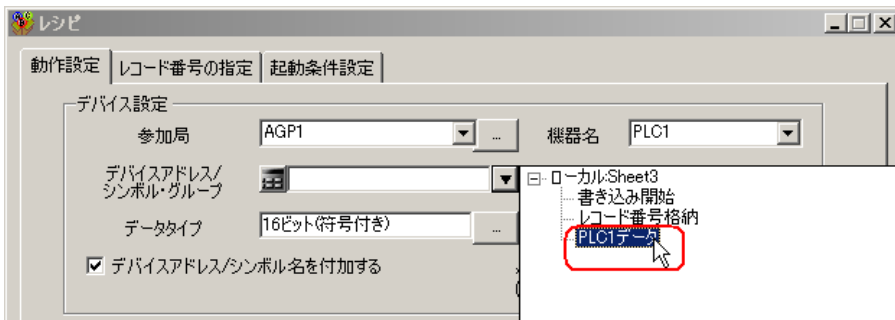 レシピ
動作設定 レコード番号の指定 起動条件設定
デバイス設定
参加局 AGP1 ... 機器名 PLC1
デバイスアドレス/
シンボル・グループ
データタイプ 16ビット(符号付き) ...
デバイスアドレス/シンボル名を付加する
ローカル:Sheet3
書き込み開始
レコード番号格納
PLC1データ